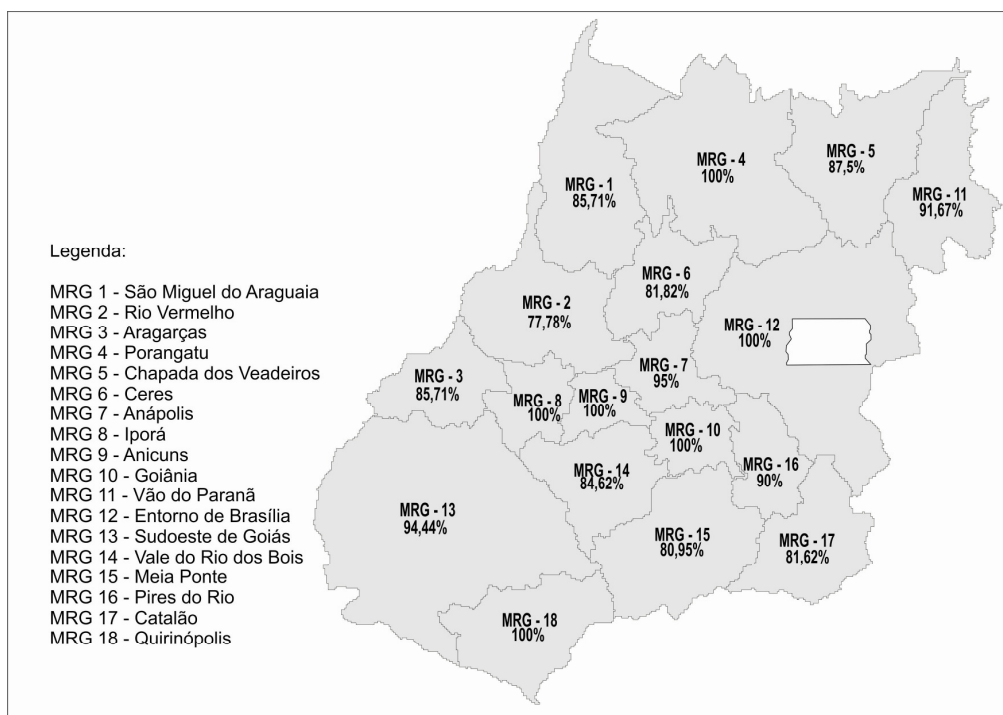 MRG - 4
100%
MRG - 5
87,5%
MRG - 1
85,71%
MRG - 11
91,67%
Legenda:
MRG 1 - São Miguel do Araguaia
MRG 2 - Rio Vermelho
MRG 3 - Aragarças
MRG 4 - Porangatu
MRG 5 - Chapada dos Veadeiros
MRG 6 - Ceres
MRG 7 - Anápolis
MRG 8 - Iporá
MRG 9 - Anicuns
MRG 10 - Goiânia
MRG 11 - Vão do Paranã
MRG 12 - Entorno de Brasília
MRG 13 - Sudoeste de Goiás
MRG 14 - Vale do Rio dos Bois
MRG 15 - Meia Ponte
MRG 16 - Pires do Rio
MRG 17 - Catalão
MRG 18 - Quirinópolis
MRG - 6
81,82%
MRG - 2
77,78%
MRG - 12
100%
MRG - 7
95%
MRG - 3
85,71%
MRG - 8
100%
MRG - 9
100%
MRG - 10
100%
MRG - 14
84,62%
MRG - 16
90%
MRG - 13
94,44%
MRG - 15
80,95%
MRG - 17
81,62%
MRG - 18
100%